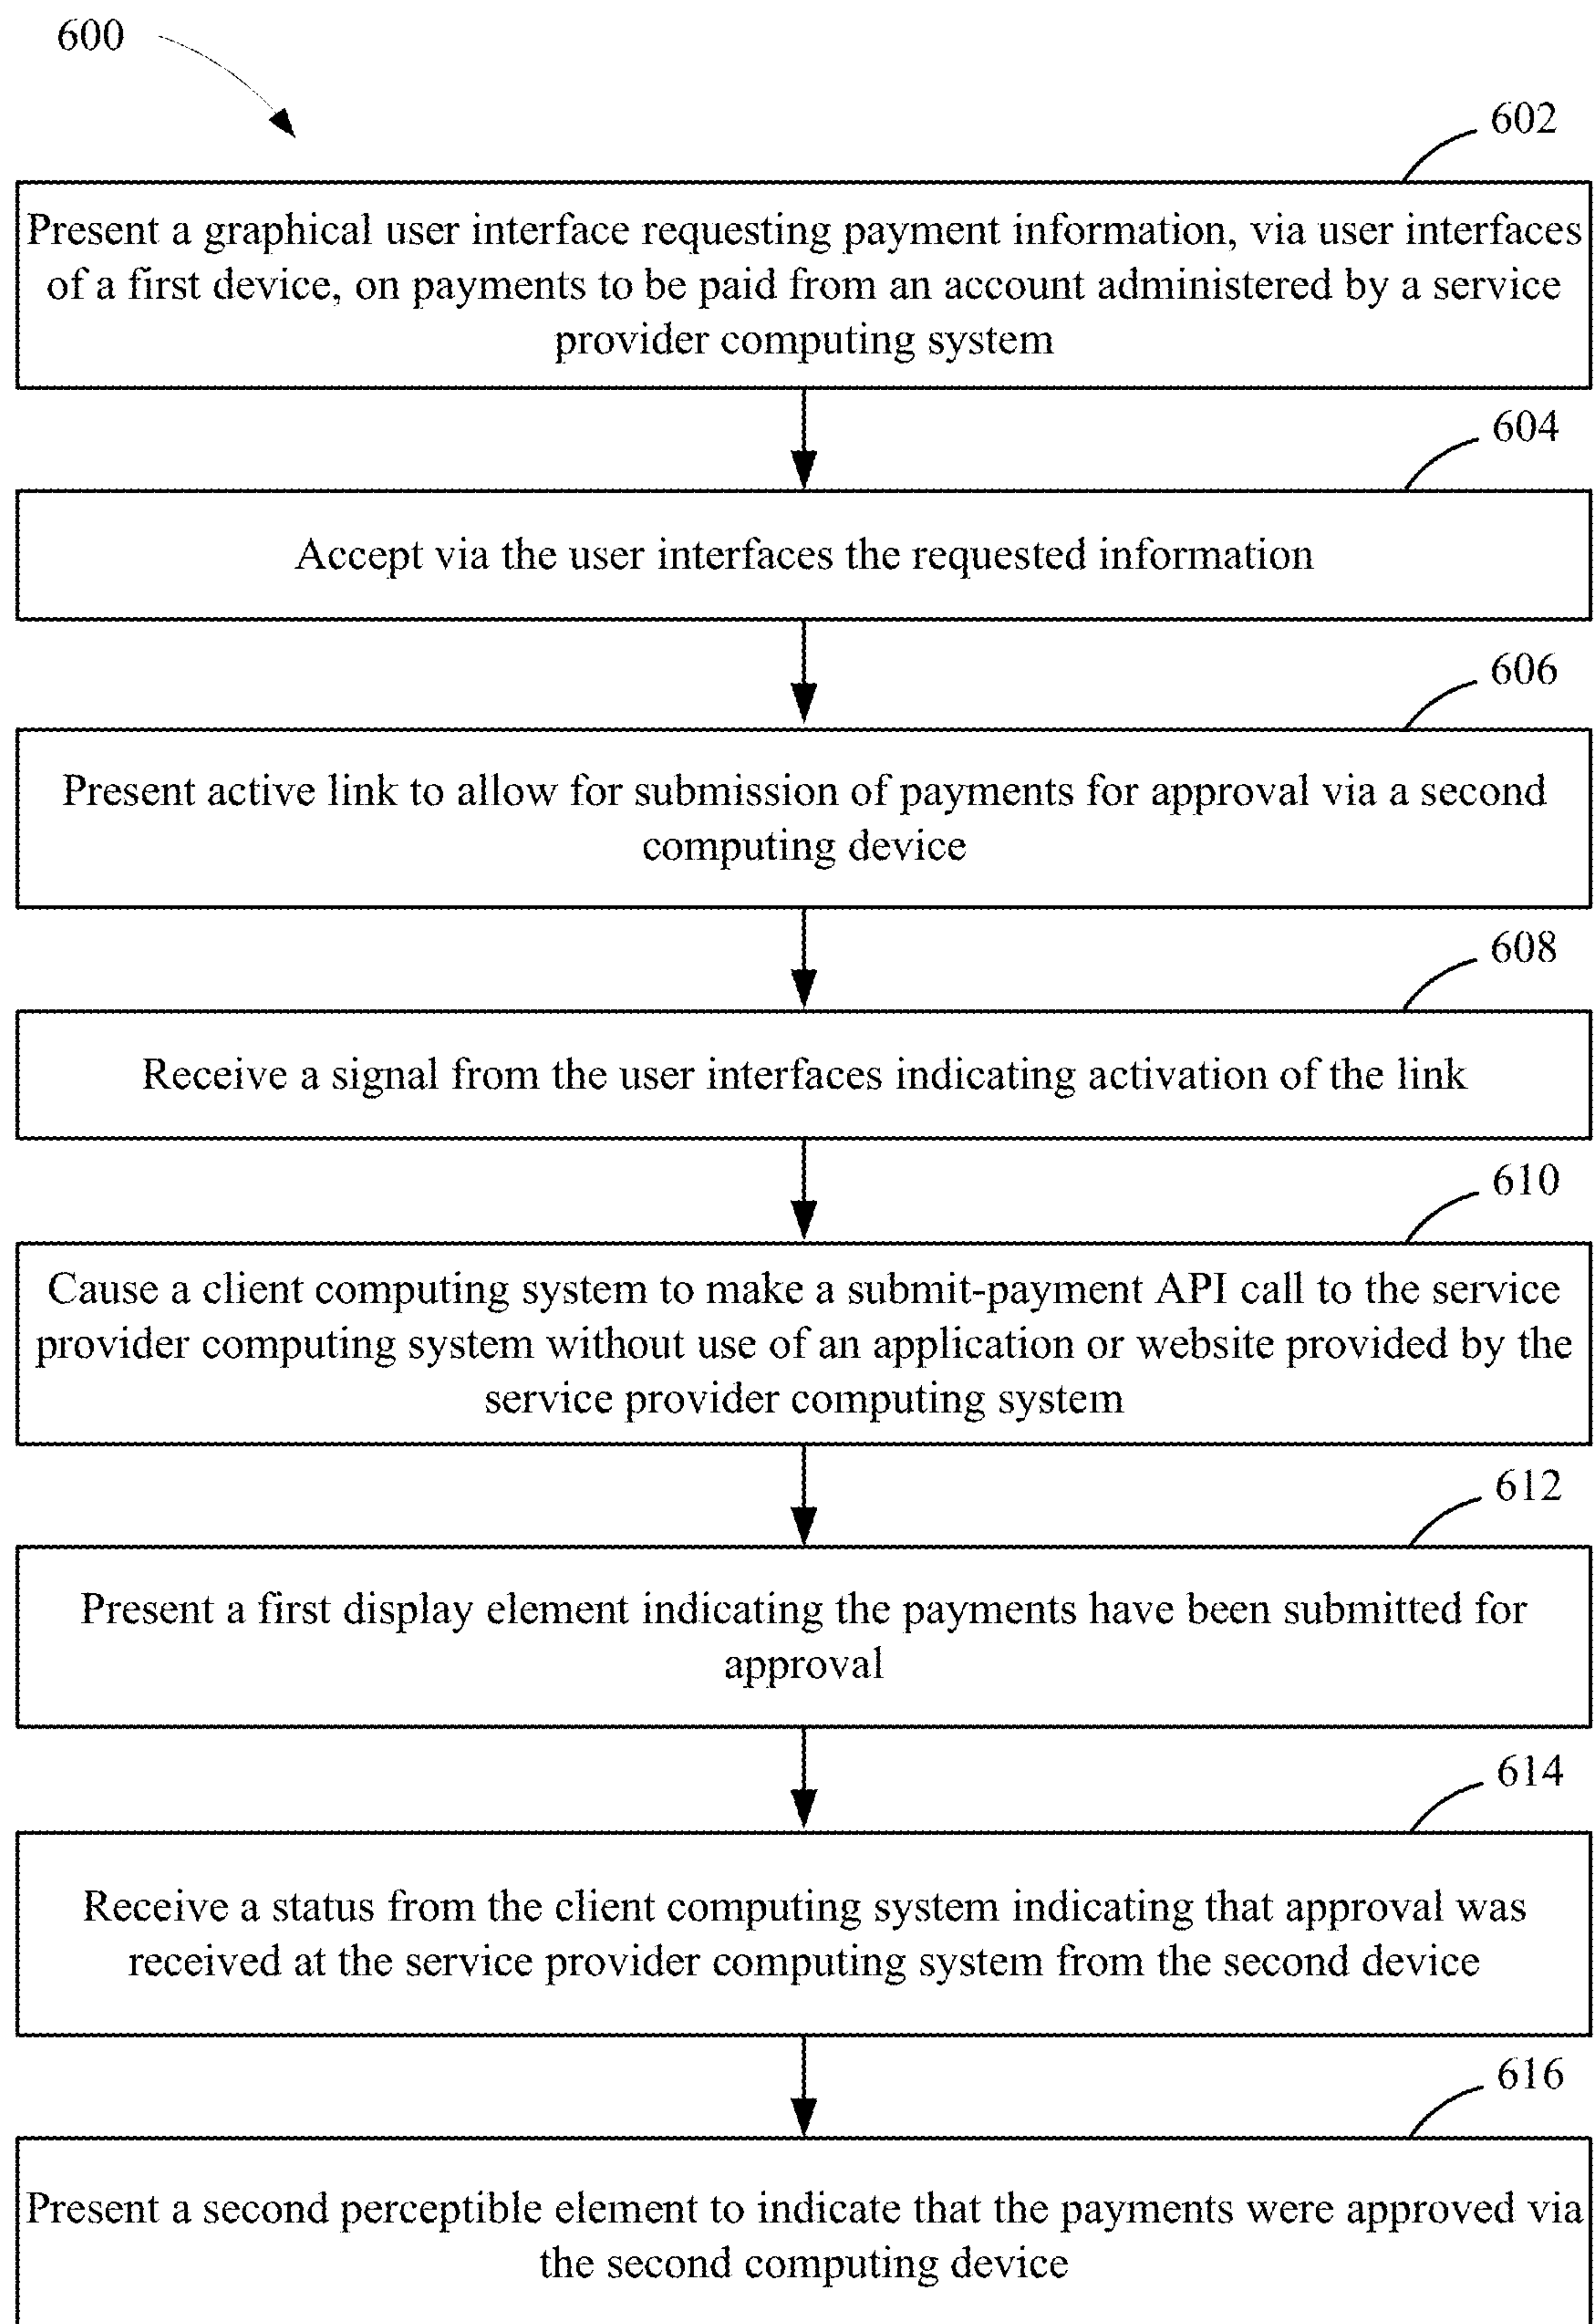 600
602
Present a graphical user interface requesting payment information, via user interfaces
of a first device, on payments to be paid from an account administered by a service
provider computing system
604
Accept via the user interfaces the requested information
606
Present active link to allow for submission of payments for approval via a second
computing device
608
Receive a signal from the user interfaces indicating activation of the link
610
Cause a client computing system to make a submit-payment API call to the service
provider computing system without use of an application or website provided by the
service provider computing system
612
Present a first display element indicating the payments have been submitted for
approval
614
Receive a status from the client computing system indicating that approval was
received at the service provider computing system from the second device
616
Present a second perceptible element to indicate that the payments were approved via
the second computing device